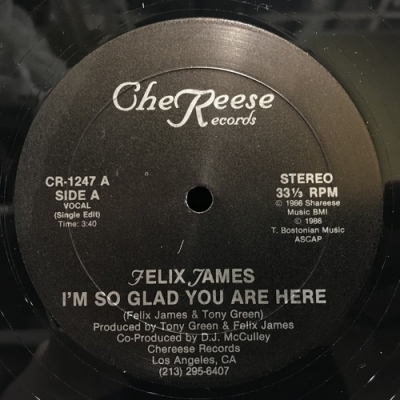 CheReese
Records
CR-1247 A
SIDE A
VOCAL
(Single Edit)
Time: 3:40
STEREO
33⅓ RPM
© 1986 Shareese
Music BMI
© 1986
T. Bostonian Music
ASCAP
FELIX JAMES
I'M SO GLAD YOU ARE HERE
(Felix James & Tony Green)
Produced by Tony Green & Felix James
Co-Produced by D.J. McCulley
Chereese Records
Los Angeles, CA
(213) 295-6407